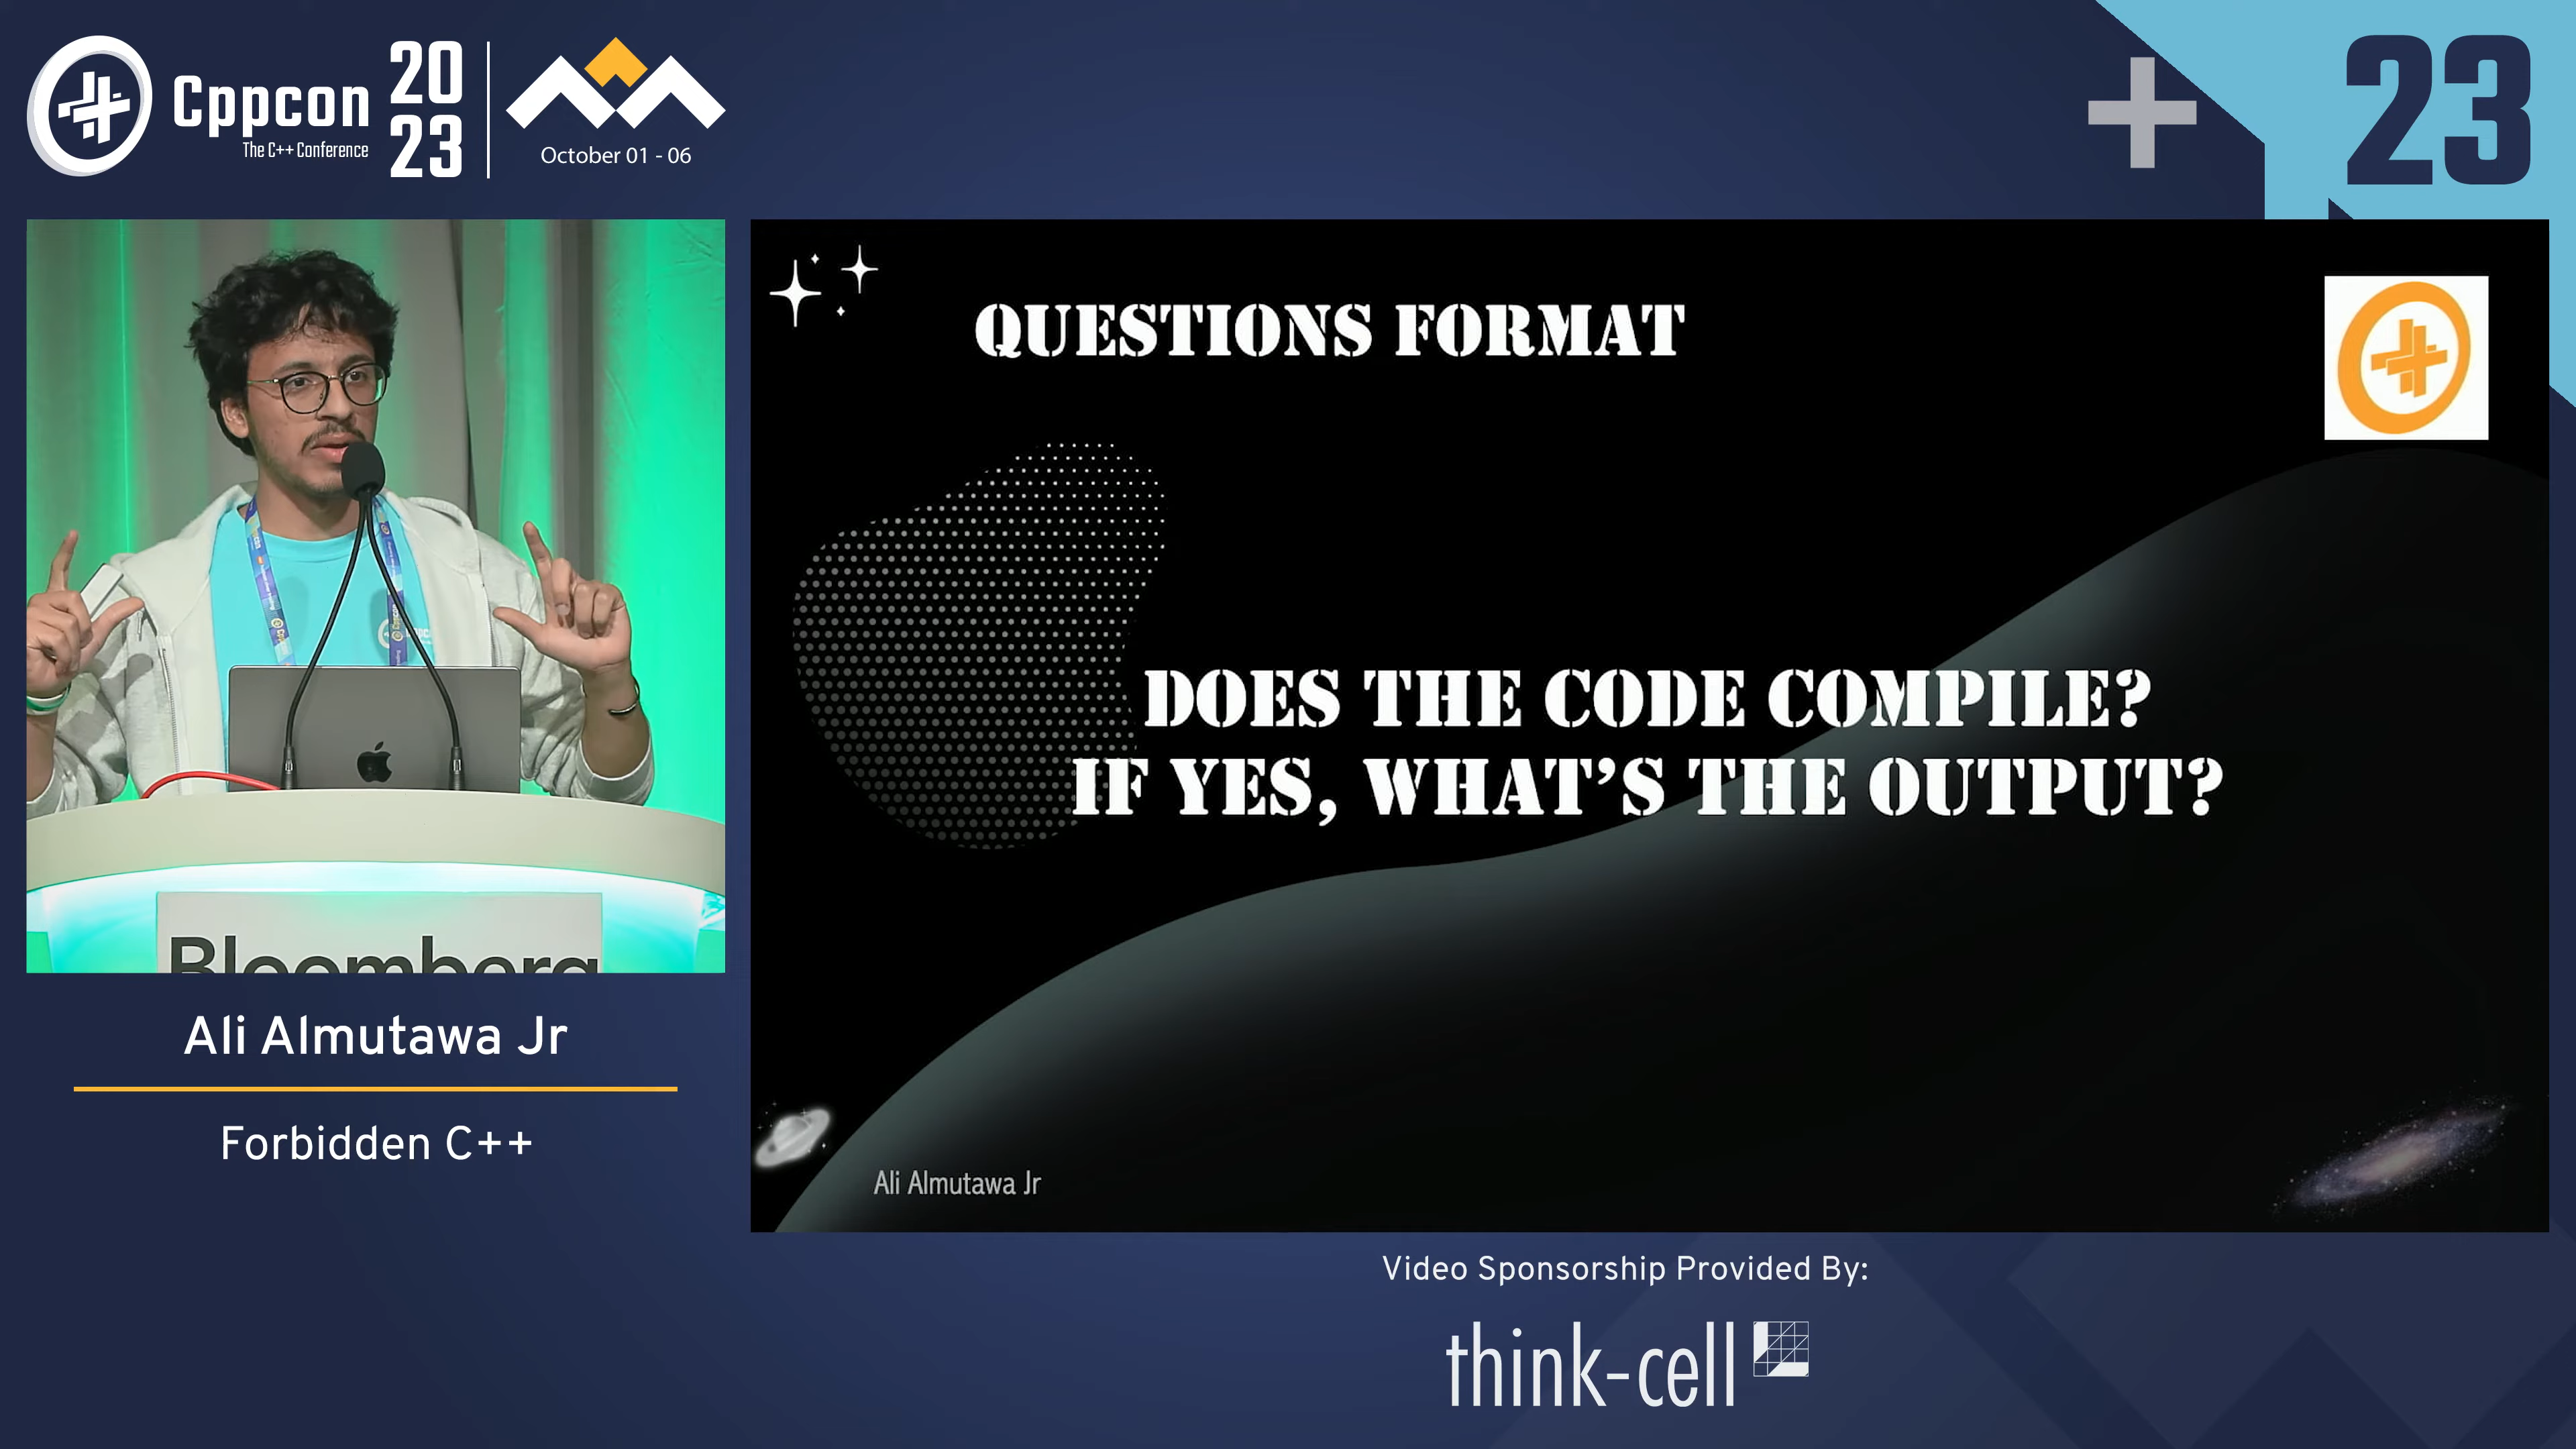 Cppcon
The C++ Conference
20
23
October 01 - 06
23
QUESTIONS FORMAT
DOES THE CODE COMPILE?
IF YES, WHAT'S THE OUTPUT?
Ali Almutawa Jr
Bloomberg
Ali Almutawa Jr
Forbidden C++
Video Sponsorship Provided By:
think-cell